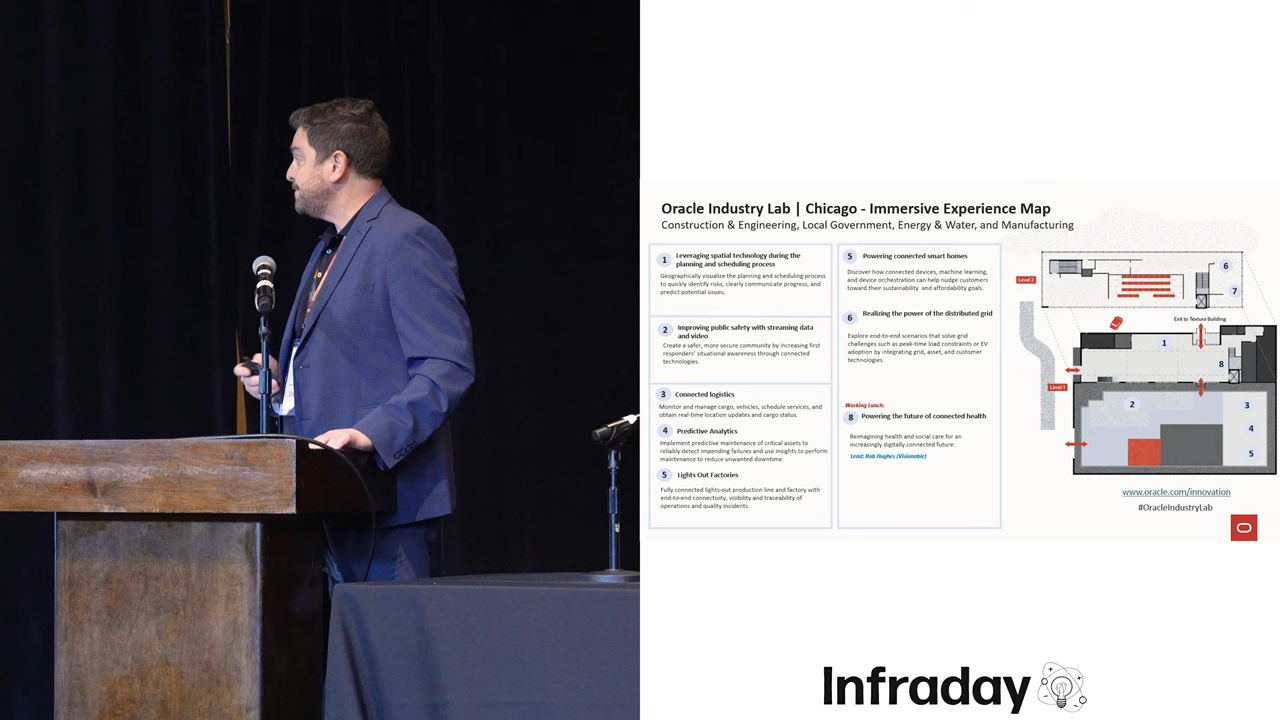 Oracle Industry Lab | Chicago - Immersive Experience Map
Construction & Engineering, Local Government, Energy & Water, and Manufacturing
1
Leveraging spatial technology during the
planning and scheduling process
Geographically visualize the planning and scheduling process
to quickly identify risks, clearly communicate progress, and
predict potential issues.
2
Improving public safety with streaming data
and video
Create a safer, more secure community by increasing first
responders' situational awareness through connected
technologies.
3
Connected logistics
Monitor and manage cargo, vehicles, schedule services, and
obtain real-time location updates and cargo status.
4
Predictive Analytics
Implement predictive maintenance of critical assets to
reliably detect impending failures and use insights to perform
maintenance to reduce unwanted downtime.
5
Lights Out Factories
Fully connected lights-out production line and factory with
end-to-end connectivity, visibility and traceability of
operations and quality incidents.
5
Powering connected smart homes
Discover how connected devices, machine learning,
and device orchestration can help nudge customers
toward their sustainability and affordability goals.
6
Realizing the power of the distributed grid
Explore end-to-end scenarios that solve grid
challenges such as peak-time load constraints or EV
adoption by integrating grid, asset, and customer
technologies.
Working Lunch:
8
Powering the future of connected health
Reimagining health and social care for an
increasingly digitally connected future.
Lead: Rob Hughes (Visionable)
Level 2
6
7
Exit to Textura Building
1
8
Level 1
2
3
4
5
www.oracle.com/innovation
#OracleIndustryLab
Infraday